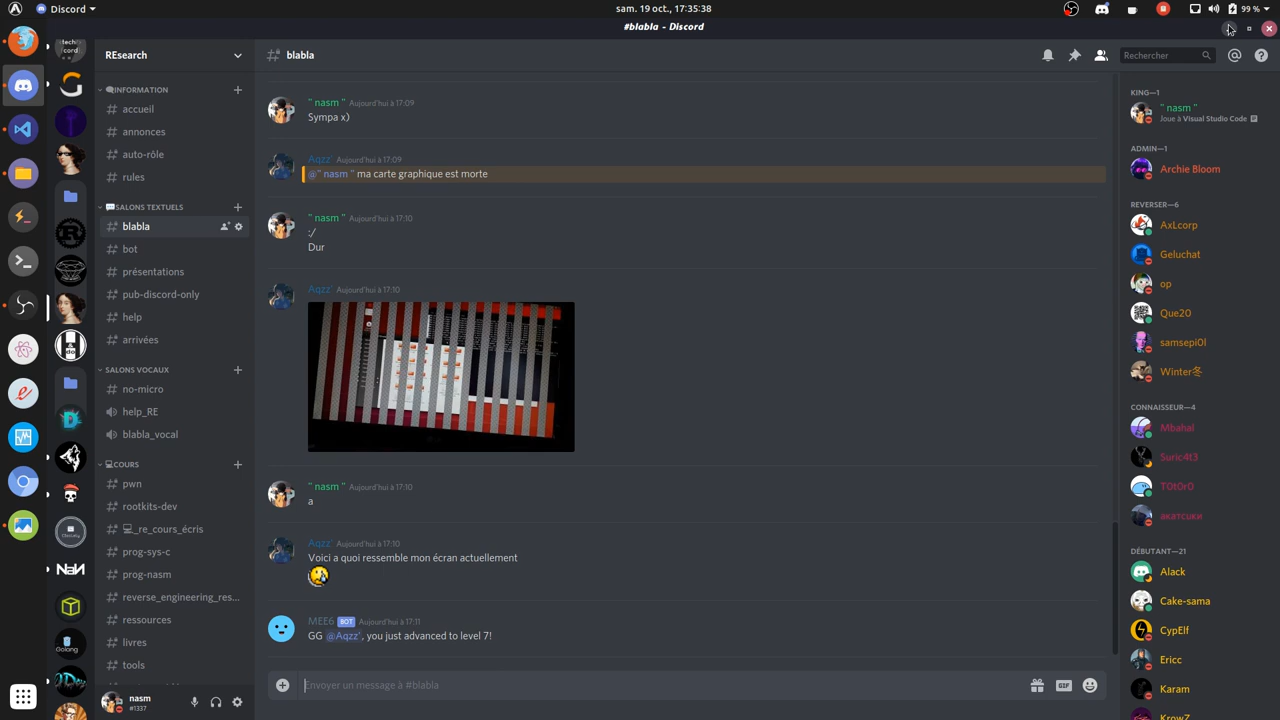 Discord
sam. 19 oct., 17:35:38
99 %
#blabla - Discord
REsearch
blabla
Rechercher
INFORMATION
accueil
annonces
auto-rôle
rules
SALONS TEXTUELS
blabla
bot
présentations
pub-discord-only
help
arrivées
SALONS VOCAUX
no-micro
help_RE
blabla_vocal
COURS
pwn
rootkits-dev
_re_cours_écris
prog-sys-c
prog-nasm
reverse_engineering_res...
ressources
livres
tools
nasm
#1337
" nasm " Aujourd'hui à 17:09
Sympa x)
Aqzz' Aujourd'hui à 17:09
@" nasm " ma carte graphique est morte
" nasm " Aujourd'hui à 17:10
:/
Dur
Aqzz' Aujourd'hui à 17:10
" nasm " Aujourd'hui à 17:10
a
Aqzz' Aujourd'hui à 17:10
Voici a quoi ressemble mon écran actuellement
MEE6 BOT Aujourd'hui à 17:11
GG @Aqzz', you just advanced to level 7!
Envoyer un message à #blabla
GIF
KING—1
" nasm "
Joue à Visual Studio Code
ADMIN—1
Archie Bloom
REVERSER—6
AxLcorp
Geluchat
op
Que20
samsepi0l
Winter冬
CONNAISSEUR—4
Mbahal
Suric4t3
T0t0r0
акатсуки
DÉBUTANT—21
Alack
Cake-sama
CypElf
Ericc
Karam
KrowZ
NaN
GOLANG